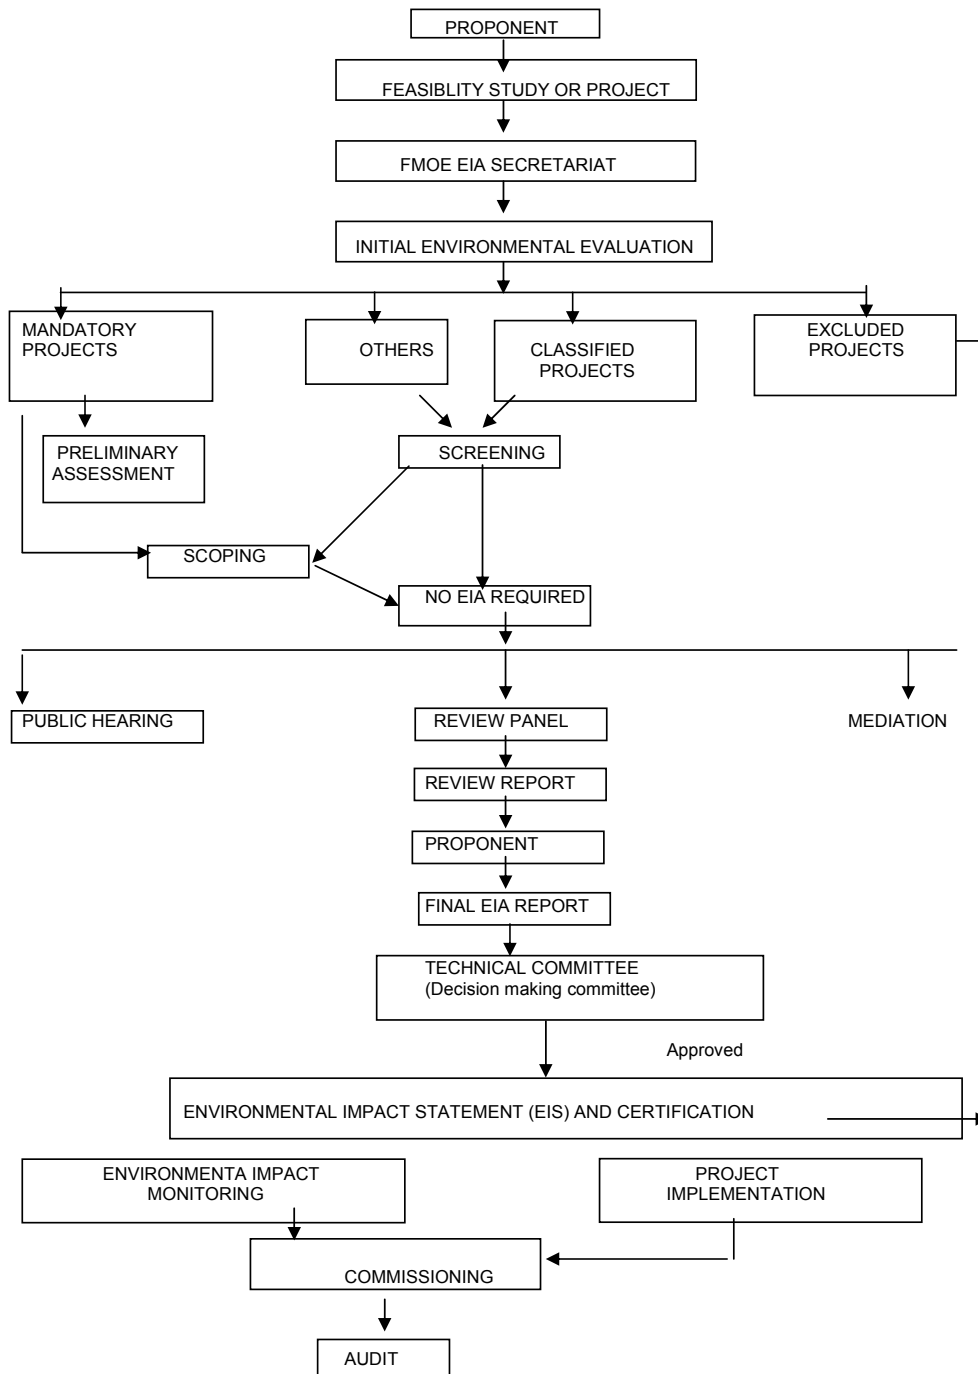 PROPONENT
FEASIBLITY STUDY OR PROJECT
FMOE EIA SECRETARIAT
INITIAL ENVIRONMENTAL EVALUATION
MANDATORY
PROJECTS
OTHERS
CLASSIFIED
PROJECTS
EXCLUDED
PROJECTS
PRELIMINARY
ASSESSMENT
SCREENING
SCOPING
NO EIA REQUIRED
PUBLIC HEARING
REVIEW PANEL
MEDIATION
REVIEW REPORT
PROPONENT
FINAL EIA REPORT
TECHNICAL COMMITTEE
(Decision making committee)
Approved
ENVIRONMENTAL IMPACT STATEMENT (EIS) AND CERTIFICATION
ENVIRONMENTA IMPACT
MONITORING
PROJECT
IMPLEMENTATION
COMMISSIONING
AUDIT